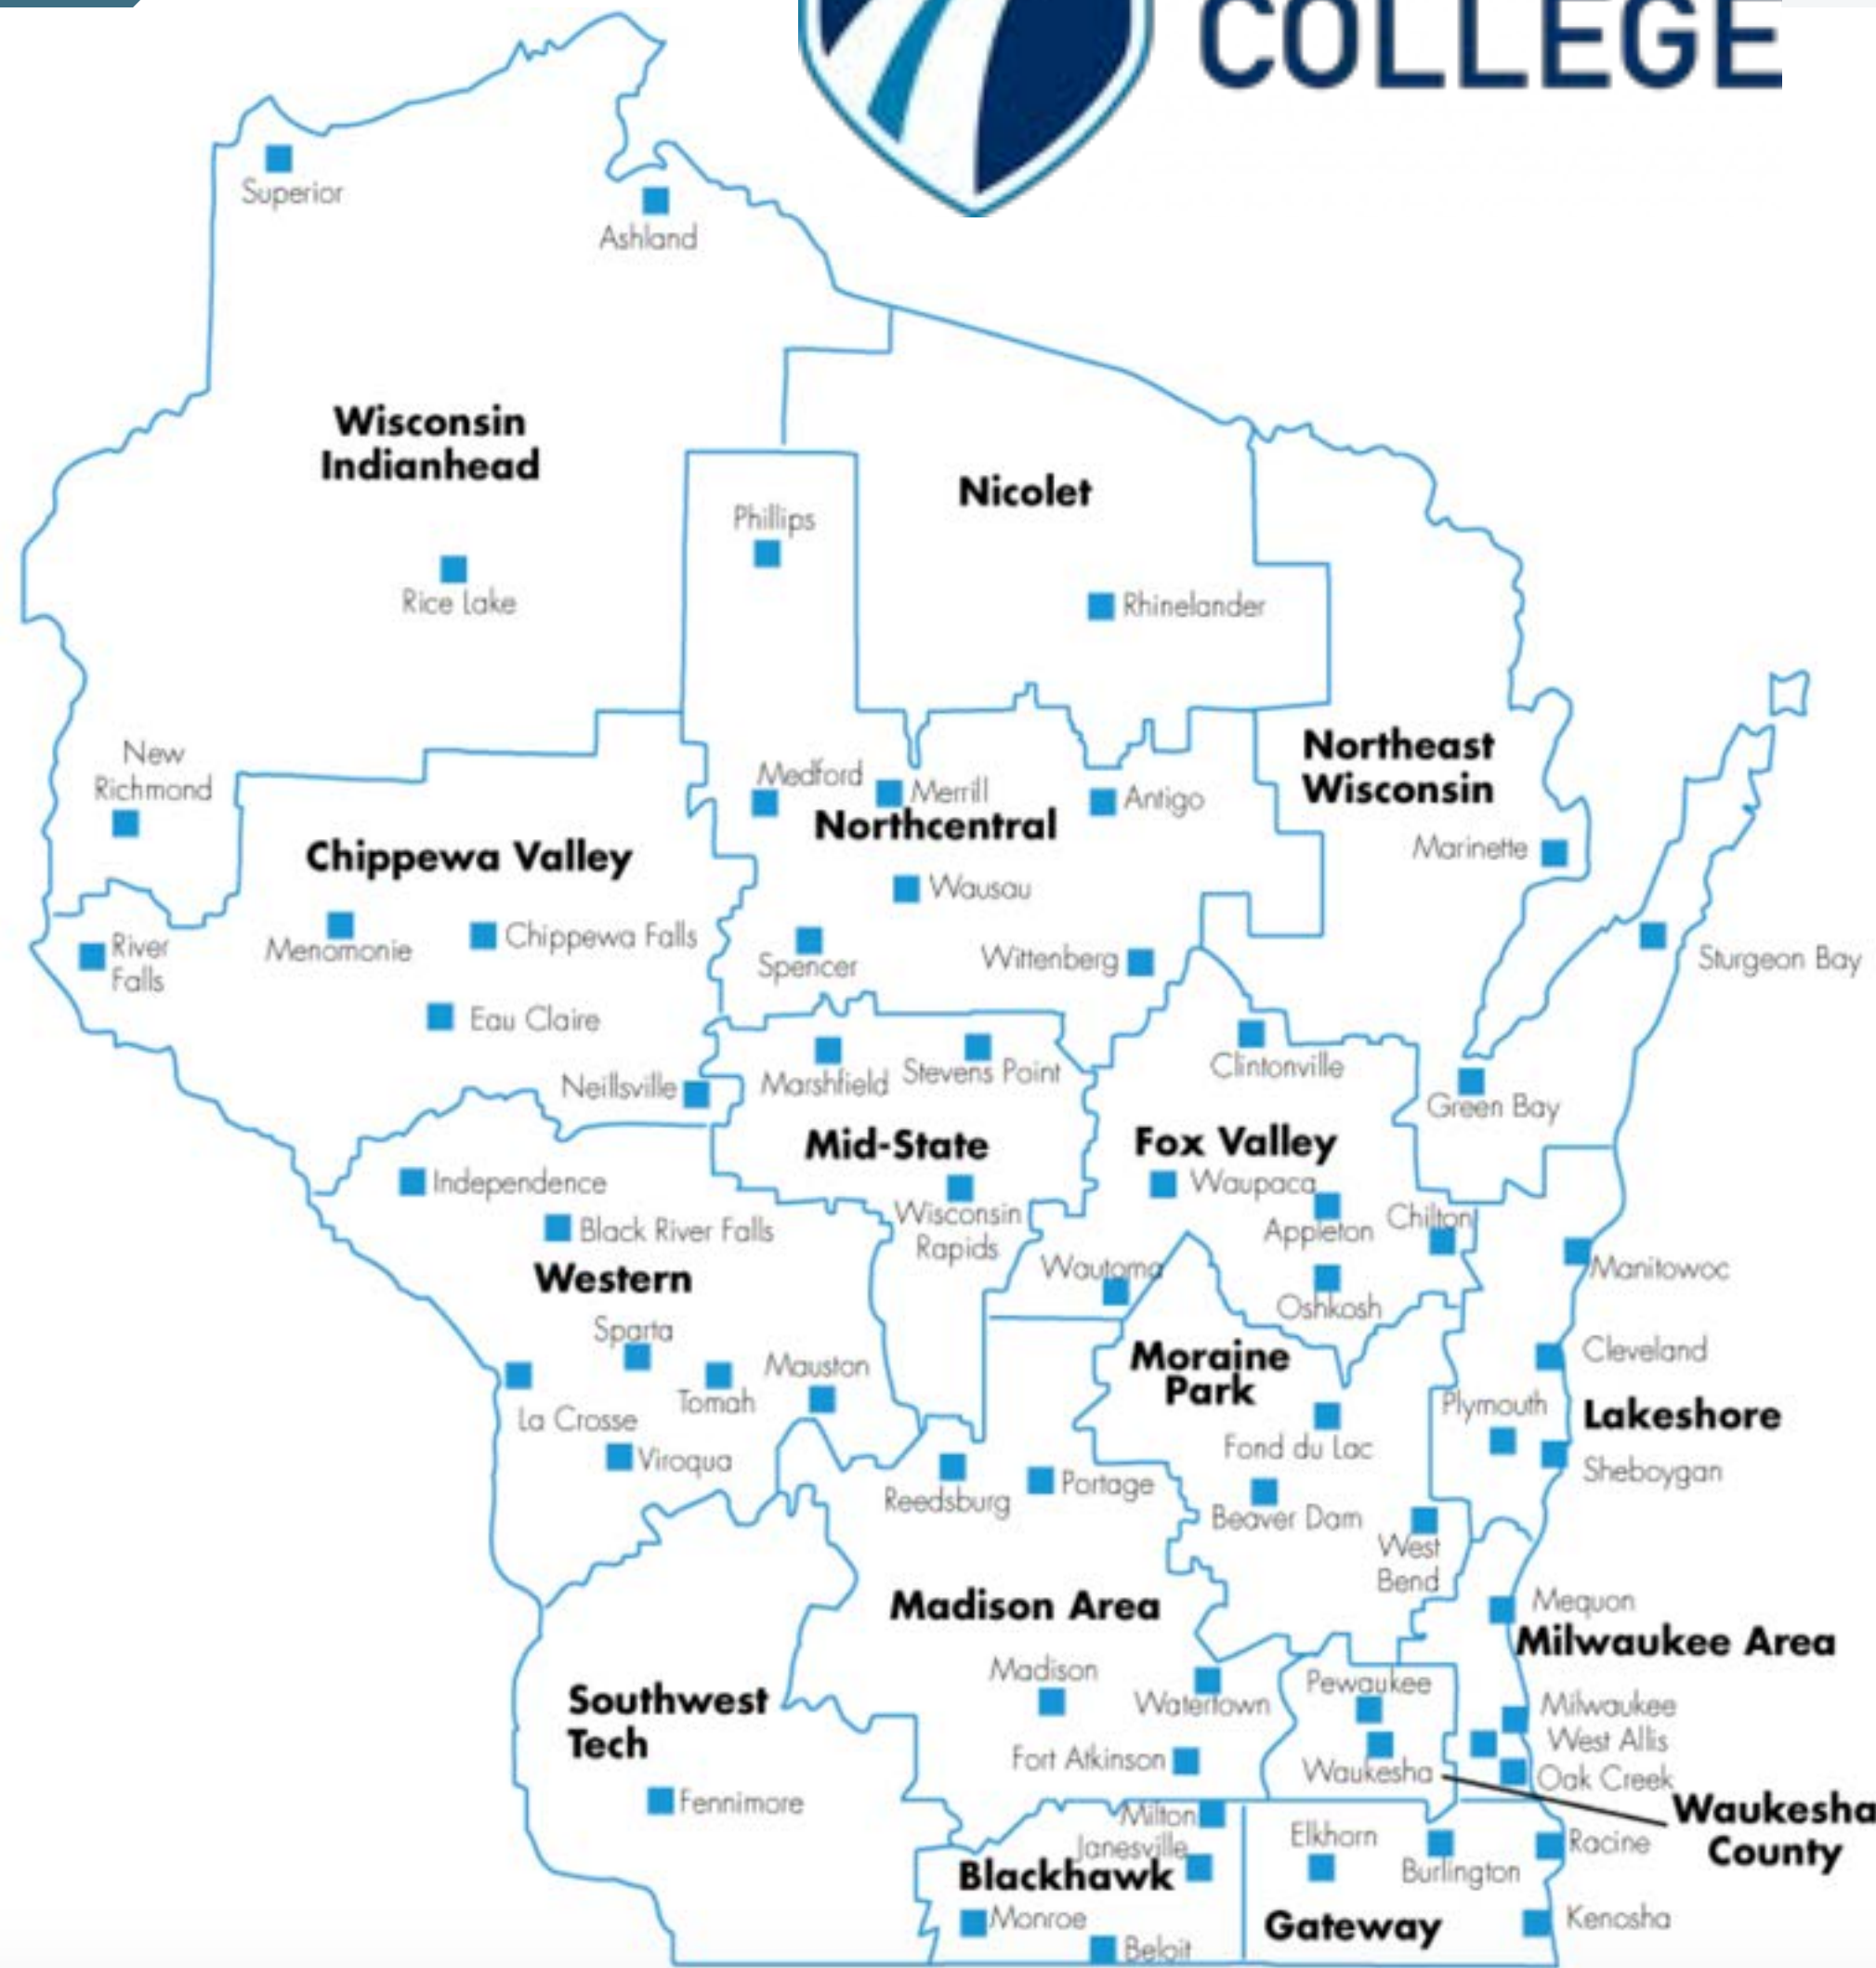 COLLEGE
Superior
Ashland
Wisconsin
Indianhead
Nicolet
Phillips
Rice Lake
Rhinelander
New
Richmond
Northeast
Wisconsin
Medford
Merrill
Antigo
Northcentral
Chippewa Valley
Marinette
Wausau
Menomonie
Chippewa Falls
River
Falls
Spencer
Wittenberg
Sturgeon Bay
Eau Claire
Clintonville
Neillsville
Marshfield
Stevens Point
Green Bay
Mid-State
Fox Valley
Independence
Waupaca
Wisconsin
Rapids
Black River Falls
Appleton
Chilton
Western
Wautoma
Manitowoc
Oshkosh
Sparta
Moraine
Park
Cleveland
Mauston
Tomah
La Crosse
Plymouth
Lakeshore
Viroqua
Fond du Lac
Sheboygan
Reedsburg
Portage
Beaver Dam
West
Bend
Madison Area
Mequon
Milwaukee Area
Madison
Watertown
Pewaukee
Southwest
Tech
Milwaukee
West Allis
Fort Atkinson
Waukesha
Oak Creek
Fennimore
Waukesha
County
Milton
Janesville
Elkhorn
Burlington
Racine
Blackhawk
Monroe
Beloit
Gateway
Kenosha